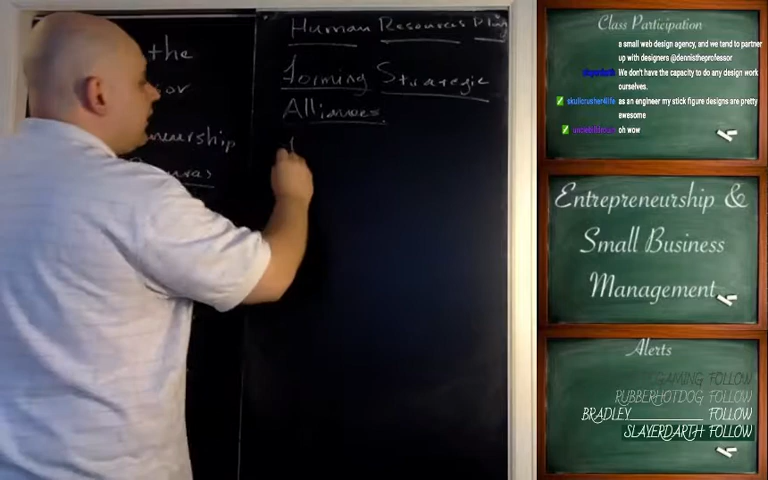 the
Human Resources Plan
Forming Strategic
Alliances.
Class Participation
a small web design agency, and we tend to partner
up with designers @dennistheprofessor
slayerdarth We don't have the capacity to do any design work
ourselves.
skullcrusher4life as an engineer my stick figure designs are pretty
awesome
oh wow
Entrepreneurship &
Small Business
Management
Alerts
GAMING FOLLOW
RUBBERHOTDOG FOLLOW
BRADLEY__________ FOLLOW
SLAYERDARTH FOLLOW